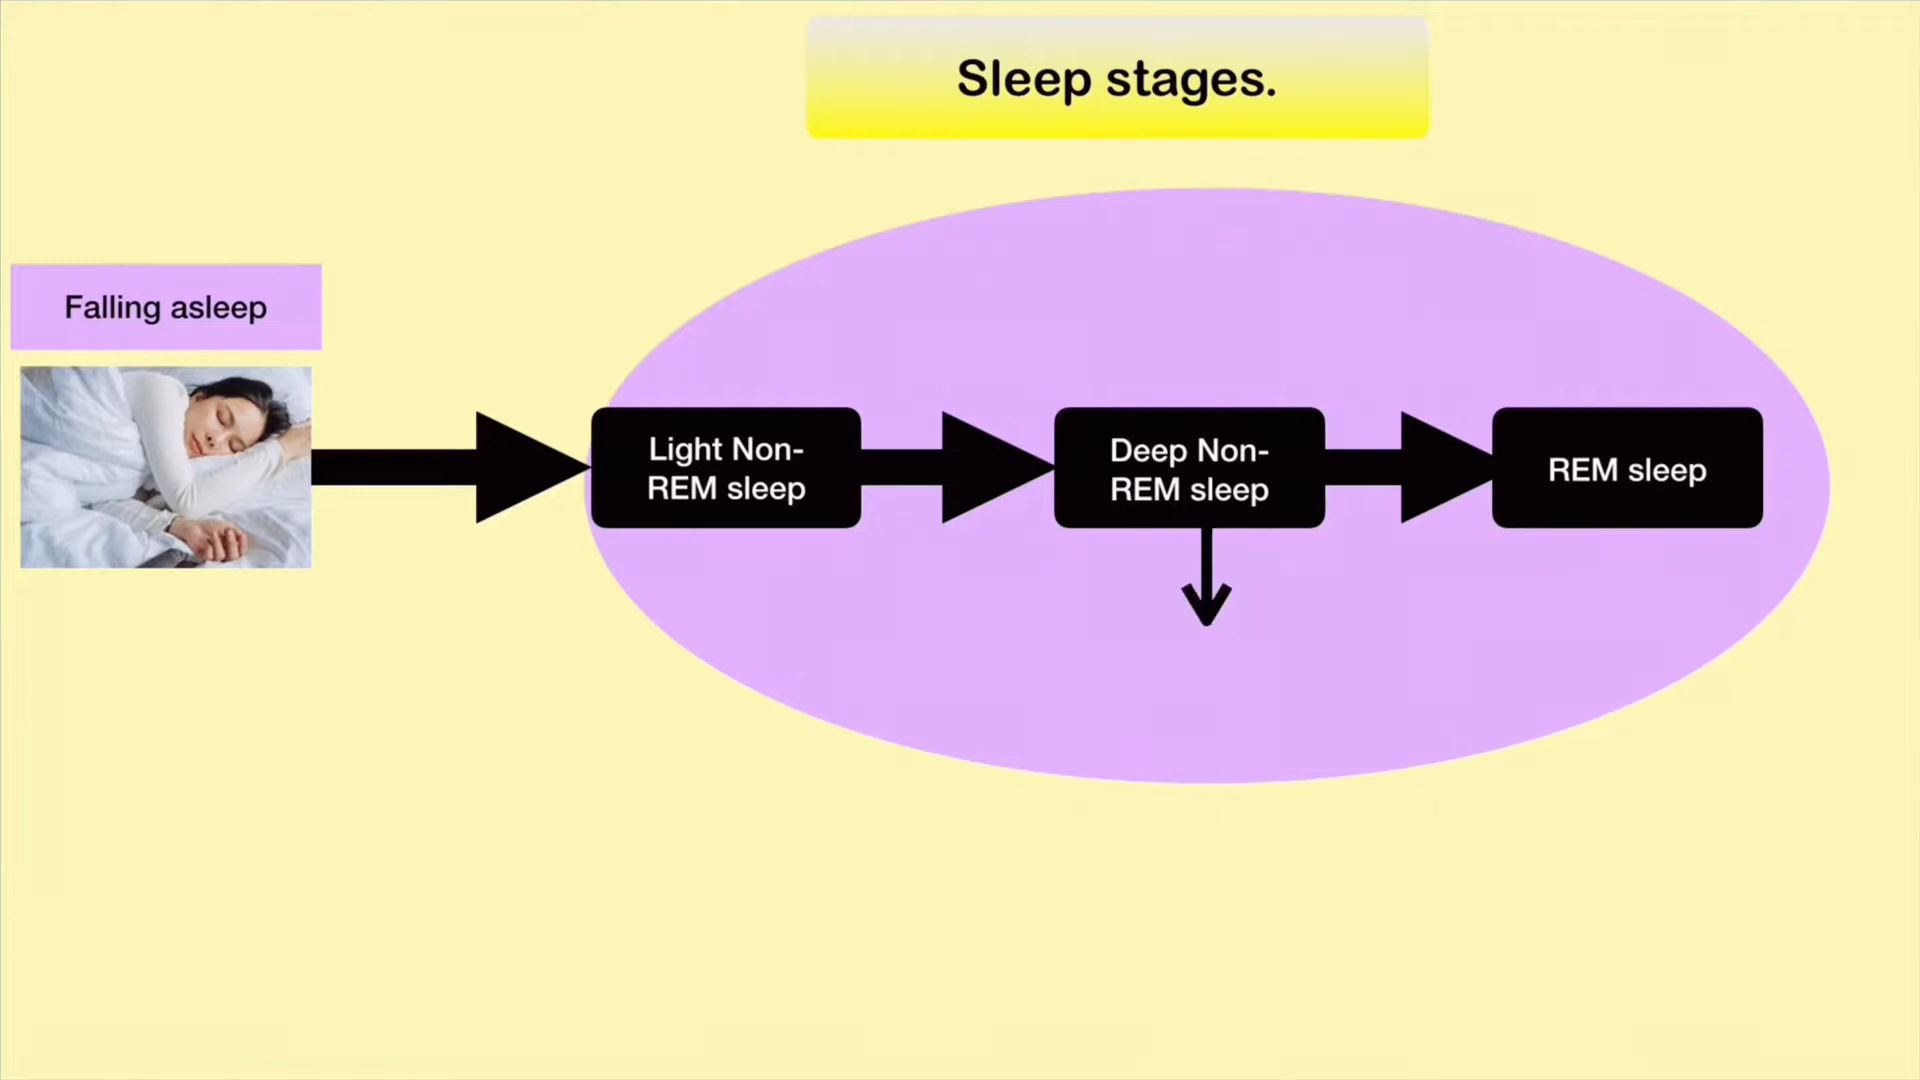 Sleep stages.
Falling asleep
Light Non-
REM sleep
Deep Non-
REM sleep
REM sleep